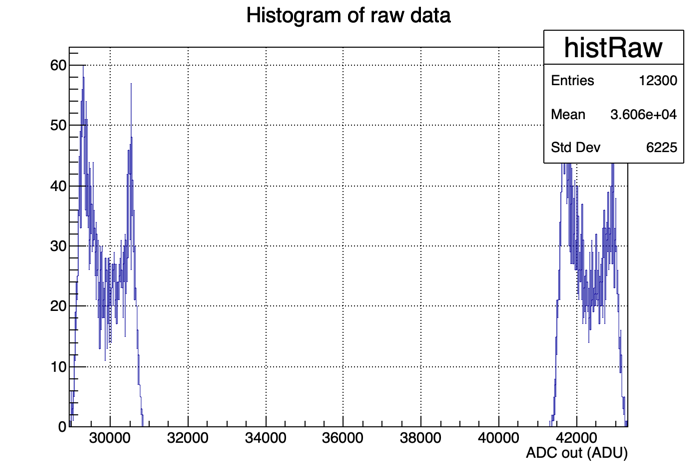 Histogram of raw data
histRaw
Entries 12300
Mean 3.606e+04
Std Dev 6225
60
50
40
30
20
10
0
30000 32000 34000 36000 38000 40000 42000
ADC out (ADU)